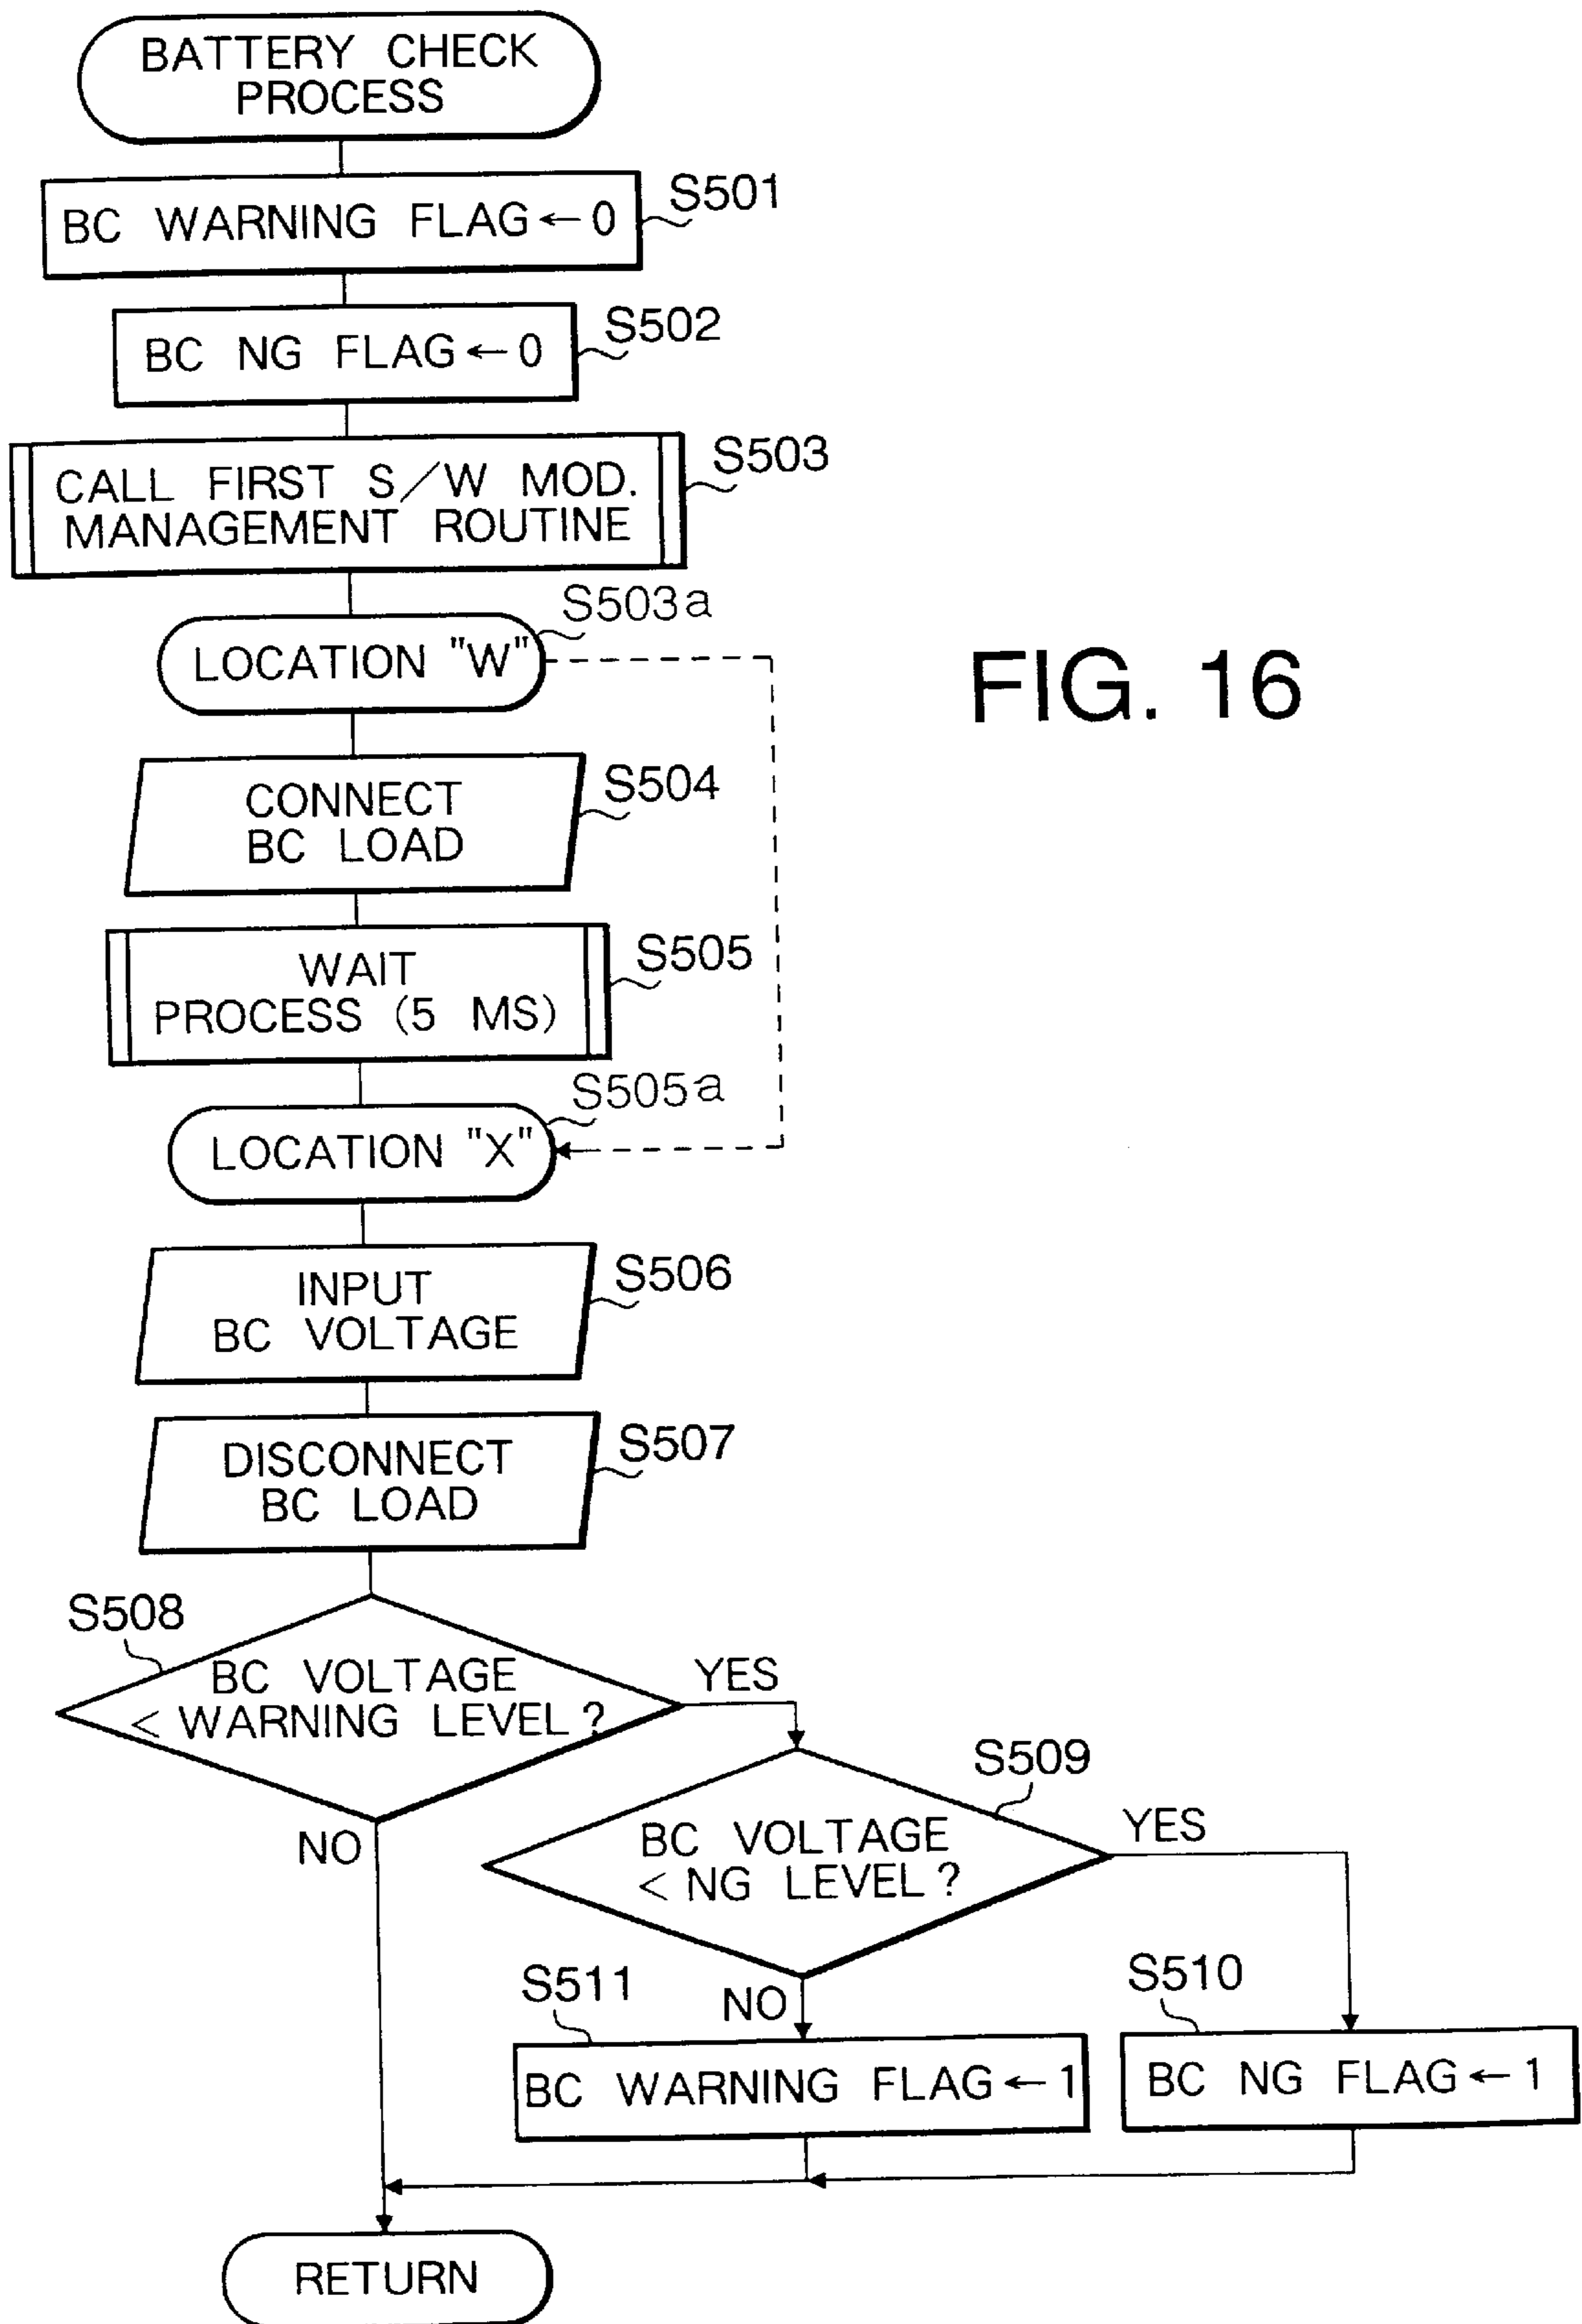 BATTERY CHECK
PROCESS
BC WARNING FLAG ← 0
S501
BC NG FLAG ← 0
S502
CALL FIRST S/W MOD.
MANAGEMENT ROUTINE
S503
LOCATION "W"
S503a
FIG. 16
CONNECT
BC LOAD
S504
WAIT
PROCESS (5 MS)
S505
LOCATION "X"
S505a
INPUT
BC VOLTAGE
S506
DISCONNECT
BC LOAD
S507
S508
BC VOLTAGE
< WARNING LEVEL?
YES
NO
S509
BC VOLTAGE
< NG LEVEL?
YES
NO
S511
BC WARNING FLAG ← 1
S510
BC NG FLAG ← 1
RETURN